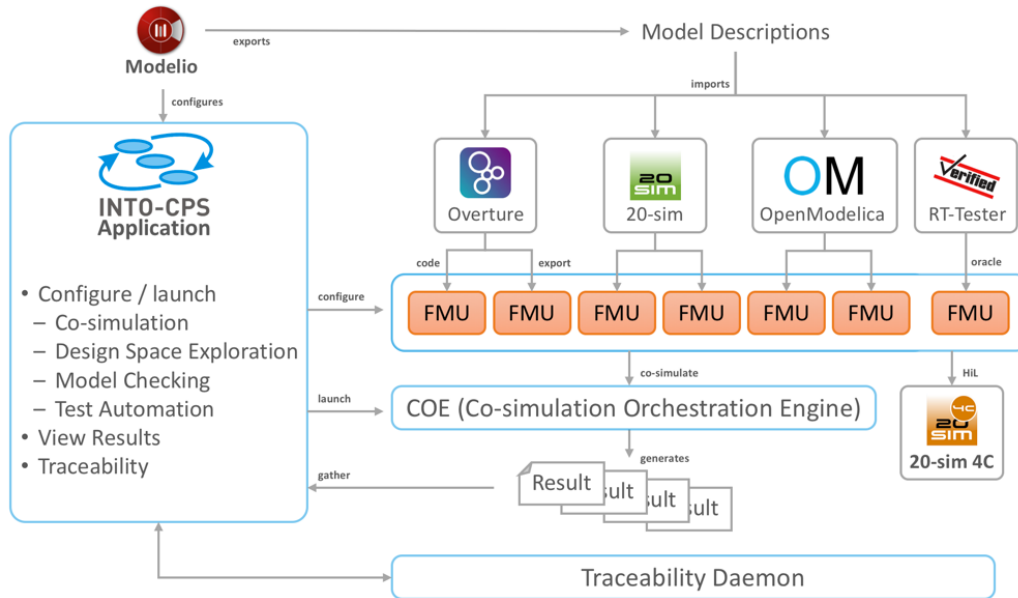 exports
Model Descriptions
Modelio
configures
imports
INTO-CPS
Application
• Configure / launch
– Co-simulation
– Design Space Exploration
– Model Checking
– Test Automation
• View Results
• Traceability
Overture
20
SIM
20-sim
OM
OpenModelica
Verified
RT-Tester
code
export
oracle
configure
FMU
FMU
FMU
FMU
FMU
FMU
FMU
co-simulate
HiL
launch
COE (Co-simulation Orchestration Engine)
4C
20
SIM
20-sim 4C
generates
gather
Result
sult
sult
sult
Traceability Daemon